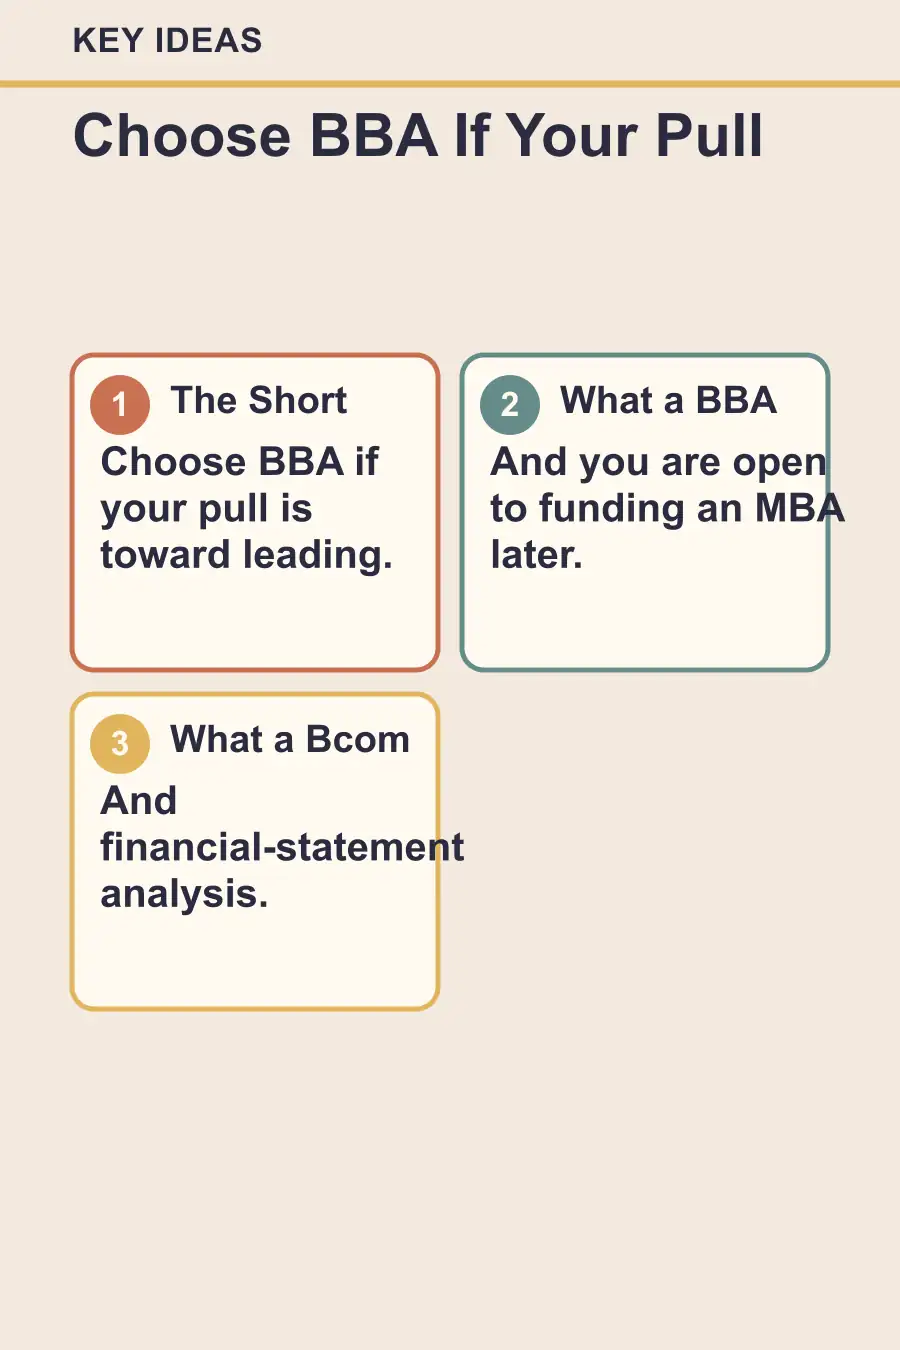 KEY IDEAS
Choose BBA If Your Pull
1
The Short
Choose BBA if
your pull is
toward leading.
2
What a BBA
And you are open
to funding an MBA
later.
3
What a Bcom
And
financial-statement
analysis.